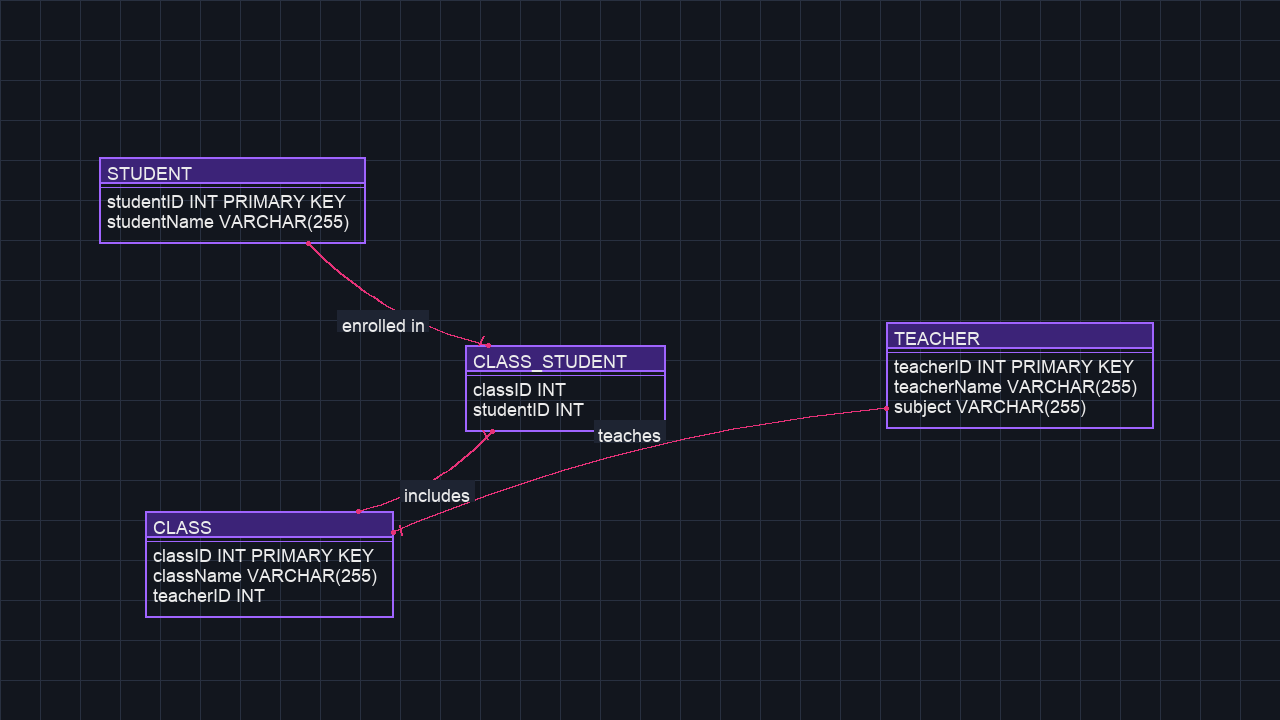 STUDENT
studentID INT PRIMARY KEY
studentName VARCHAR(255)
enrolled in
CLASS_STUDENT
classID INT
studentID INT
TEACHER
teacherID INT PRIMARY KEY
teacherName VARCHAR(255)
subject VARCHAR(255)
teaches
includes
CLASS
classID INT PRIMARY KEY
className VARCHAR(255)
teacherID INT